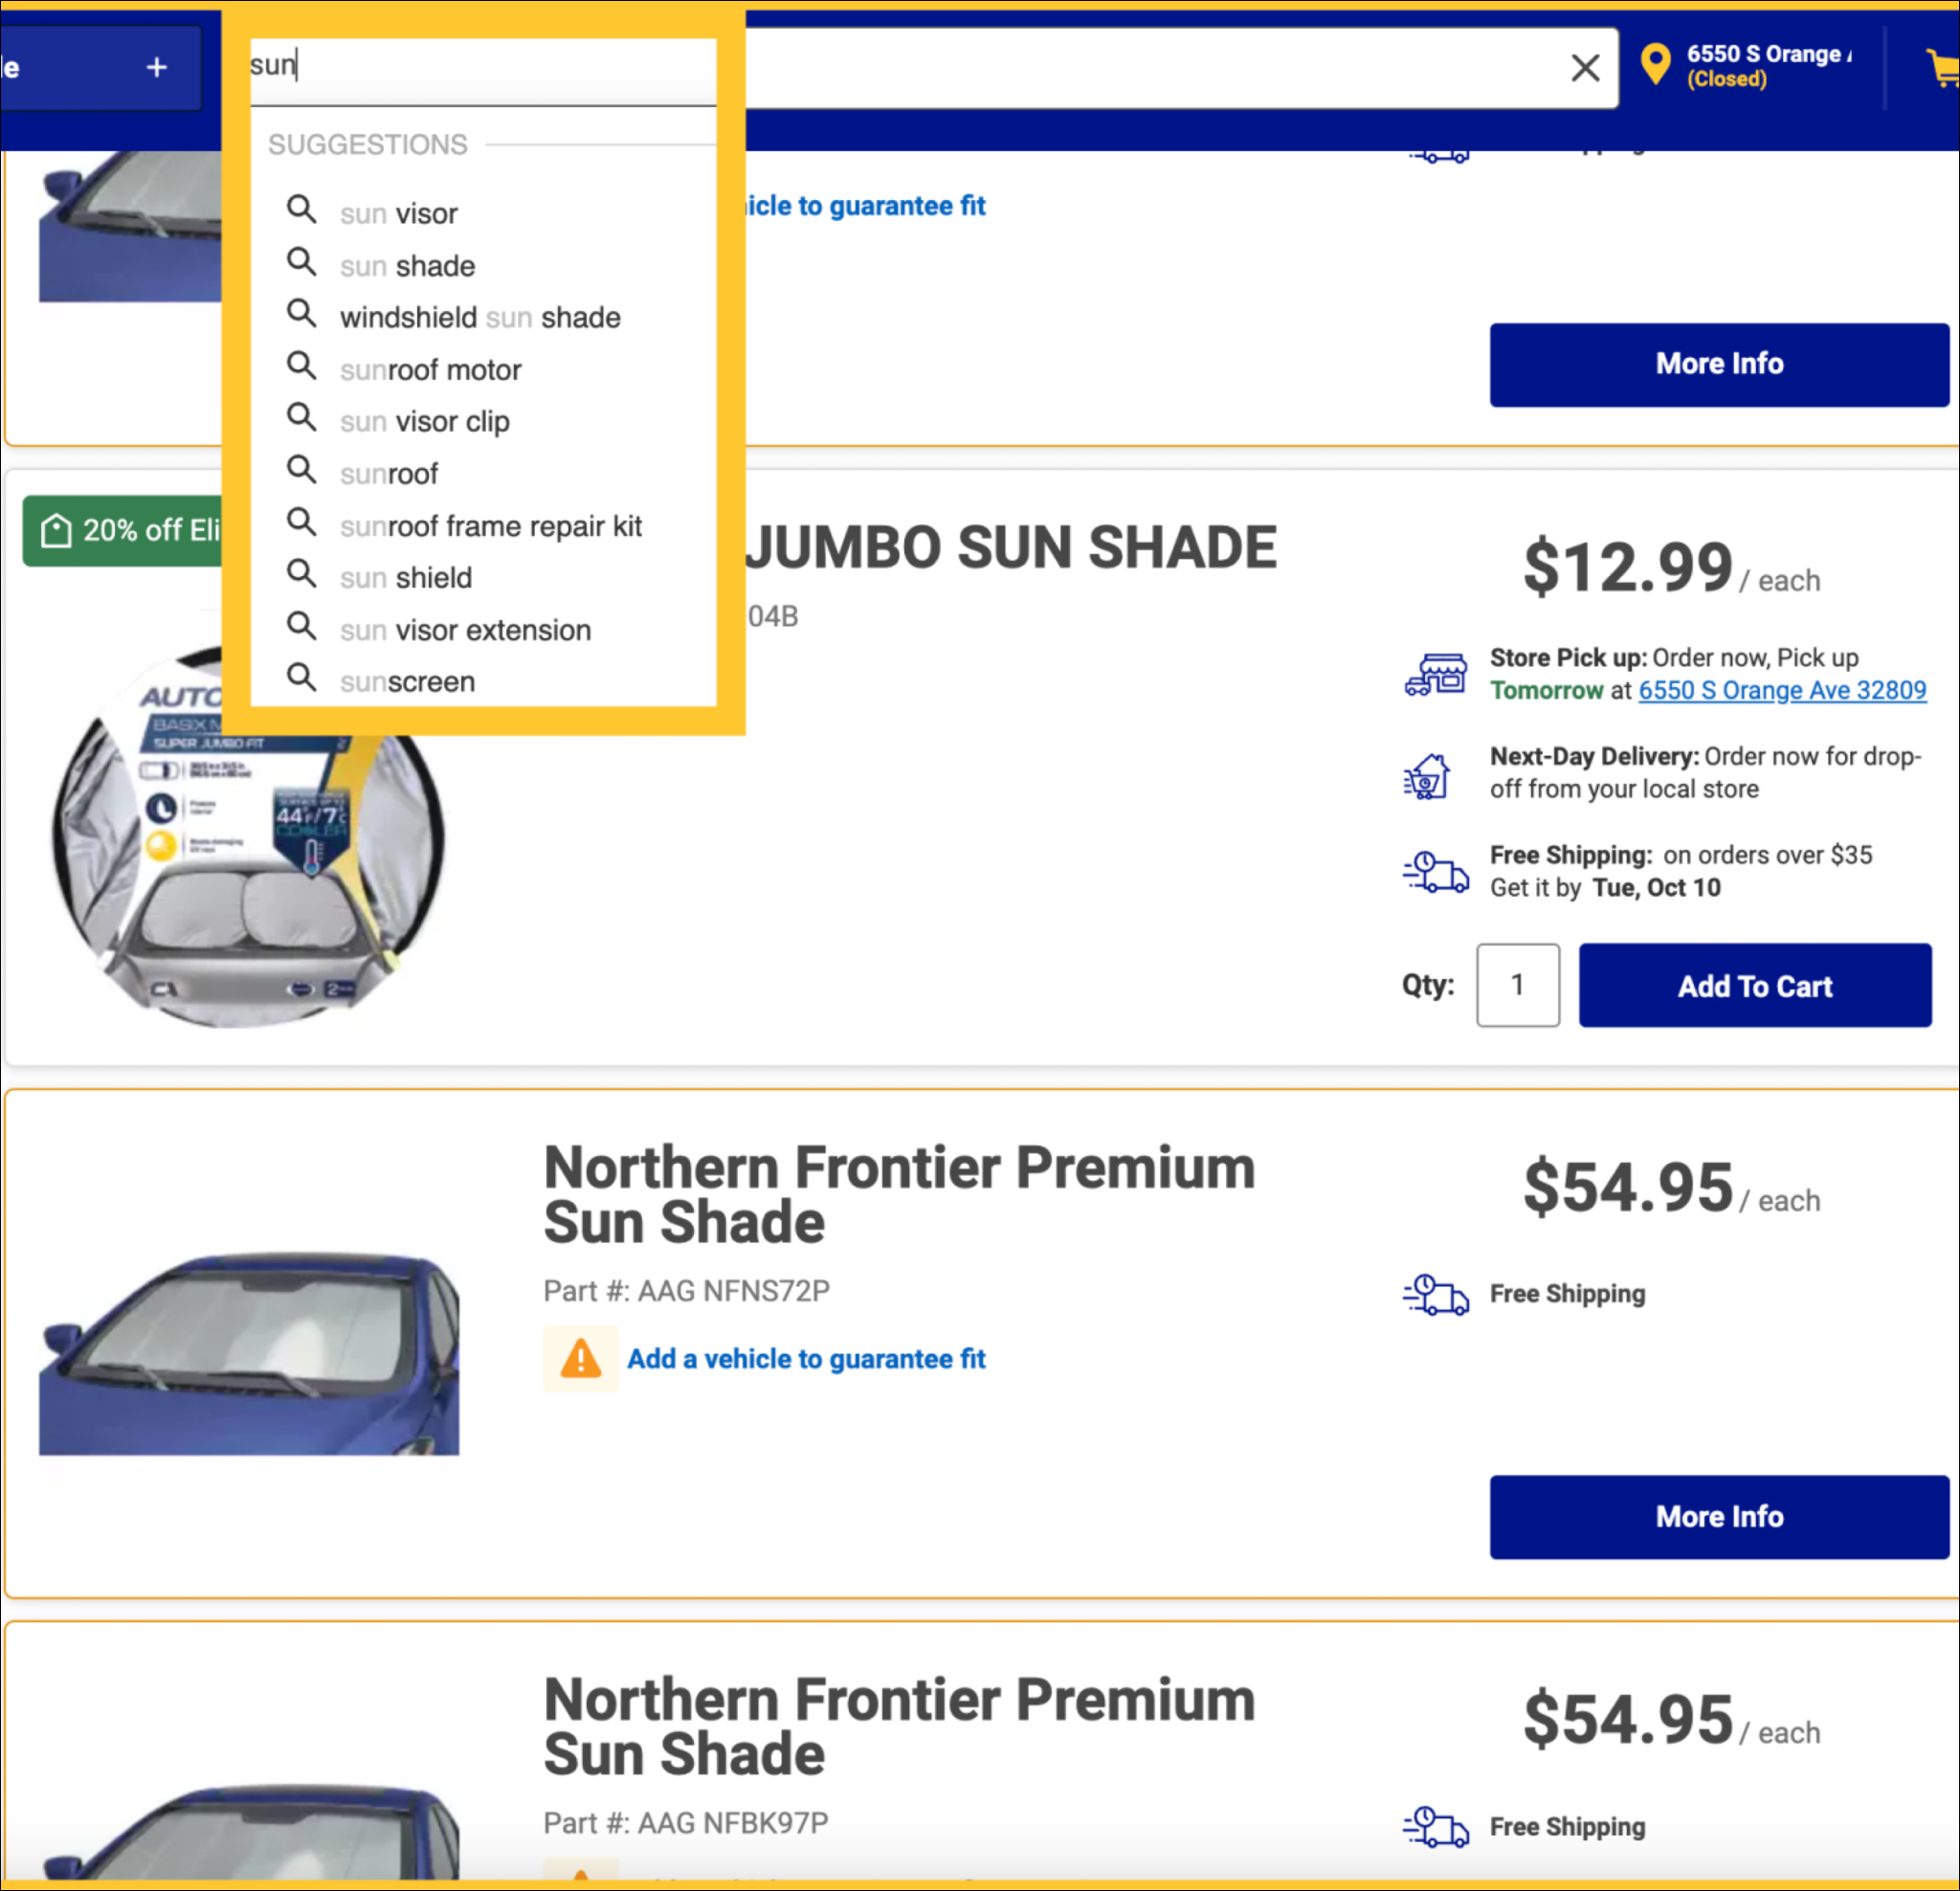 le +
sun
6550 S Orange
(Closed)
SUGGESTIONS
sun visor
sun shade
windshield sun shade
sunroof motor
sun visor clip
sunroof
sunroof frame repair kit
sun shield
sun visor extension
sunscreen
icle to guarantee fit
More Info
20% off Eli
JUMBO SUN SHADE
04B
$12.99 / each
Store Pick up: Order now, Pick up
Tomorrow at 6550 S Orange Ave 32809
Next-Day Delivery: Order now for drop-
off from your local store
Free Shipping: on orders over $35
Get it by Tue, Oct 10
Qty: 1 Add To Cart
AUTO
BASIX M
SUPER JUMBO FIT
44°F/7°C
COOLER
Northern Frontier Premium
Sun Shade
Part #: AAG NFNS72P
Add a vehicle to guarantee fit
$54.95 / each
Free Shipping
More Info
Northern Frontier Premium
Sun Shade
Part #: AAG NFBK97P
$54.95 / each
Free Shipping